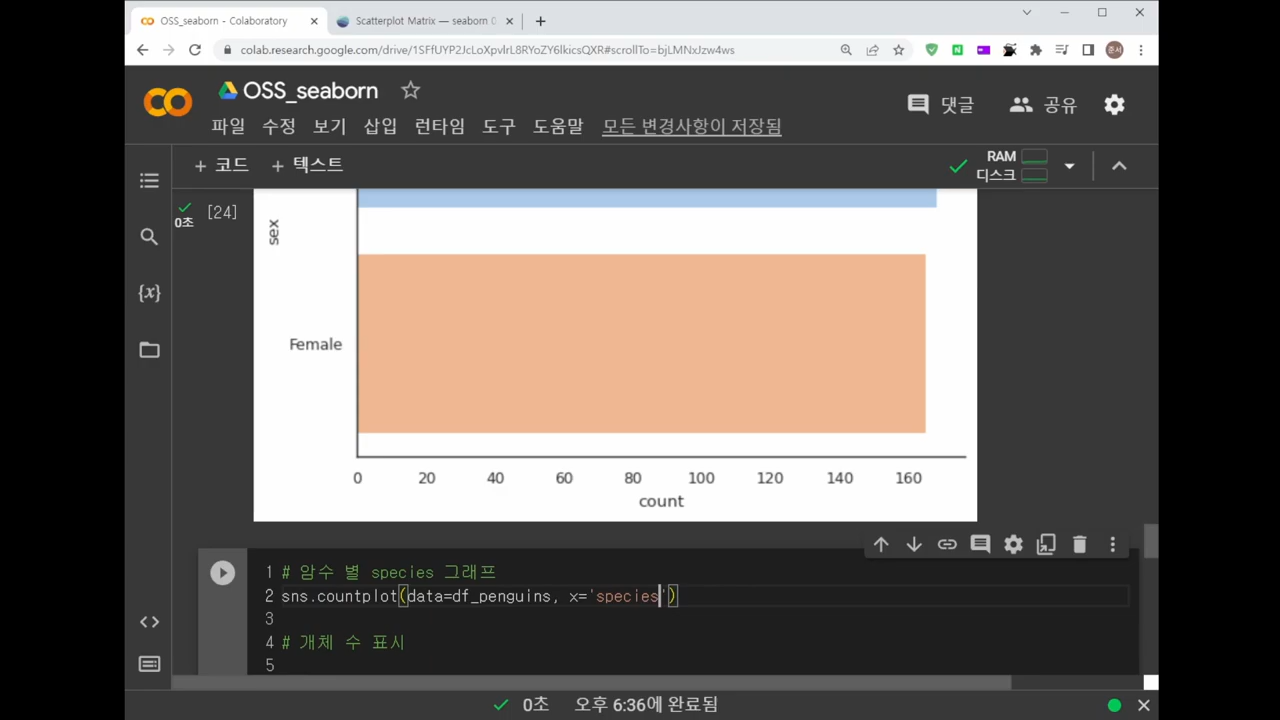 OSS_seaborn - Colaboratory
Scatterplot Matrix — seaborn
colab.research.google.com/drive/1SFfUYP2JcLoXpvlrL8RYoZY6lkicsQXR#scrollTo=bjLMNxJzw4ws
준서
CO
OSS_seaborn
댓글
공유
파일 수정 보기 삽입 런타임 도구 도움말 모든 변경사항이 저장됨
+ 코드 + 텍스트
RAM
디스크
0초
[24]
sex
Female
0 20 40 60 80 100 120 140 160
count
1 # 암수 별 species 그래프
2 sns.countplot(data=df_penguins, x='species')
3
4 # 개체 수 표시
5
{x}
0초 오후 6:36에 완료됨